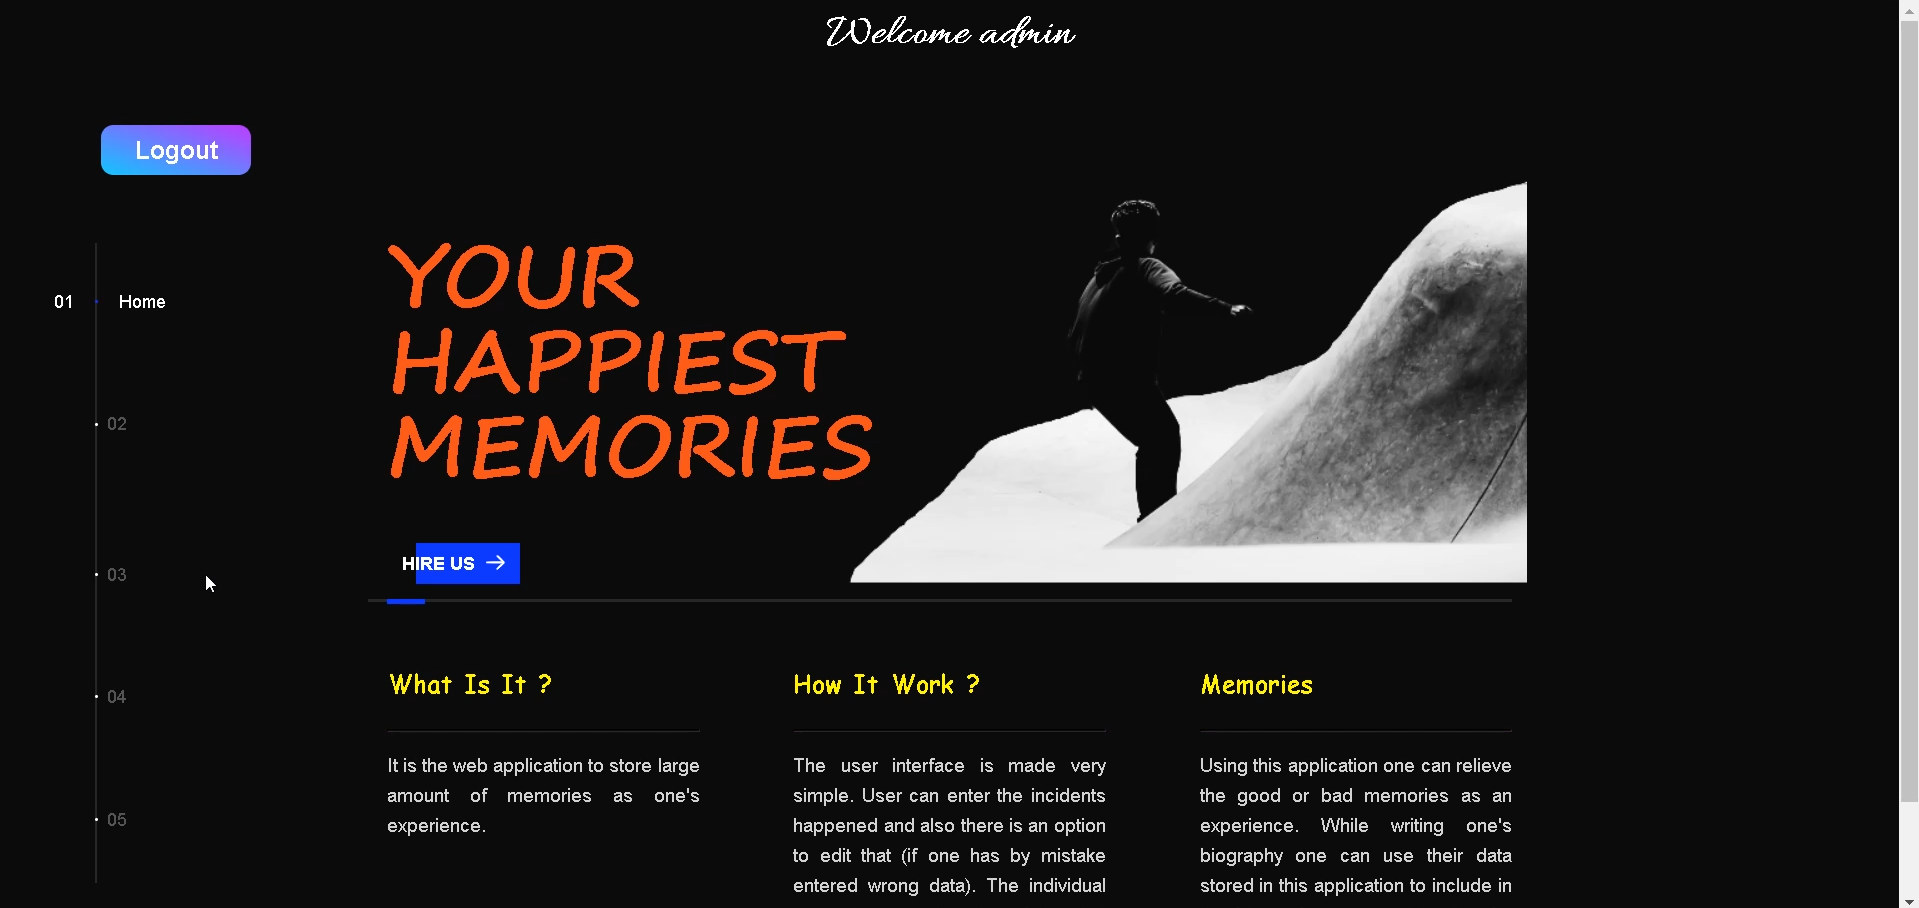 Welcome admin
Logout
01 Home
02
03
04
05
YOUR
HAPPIEST
MEMORIES
HIRE US
What Is It ?
It is the web application to store large
amount of memories as one's
experience.
How It Work ?
The user interface is made very
simple. User can enter the incidents
happened and also there is an option
to edit that (if one has by mistake
entered wrong data). The individual
Memories
Using this application one can relieve
the good or bad memories as an
experience. While writing one's
biography one can use their data
stored in this application to include in